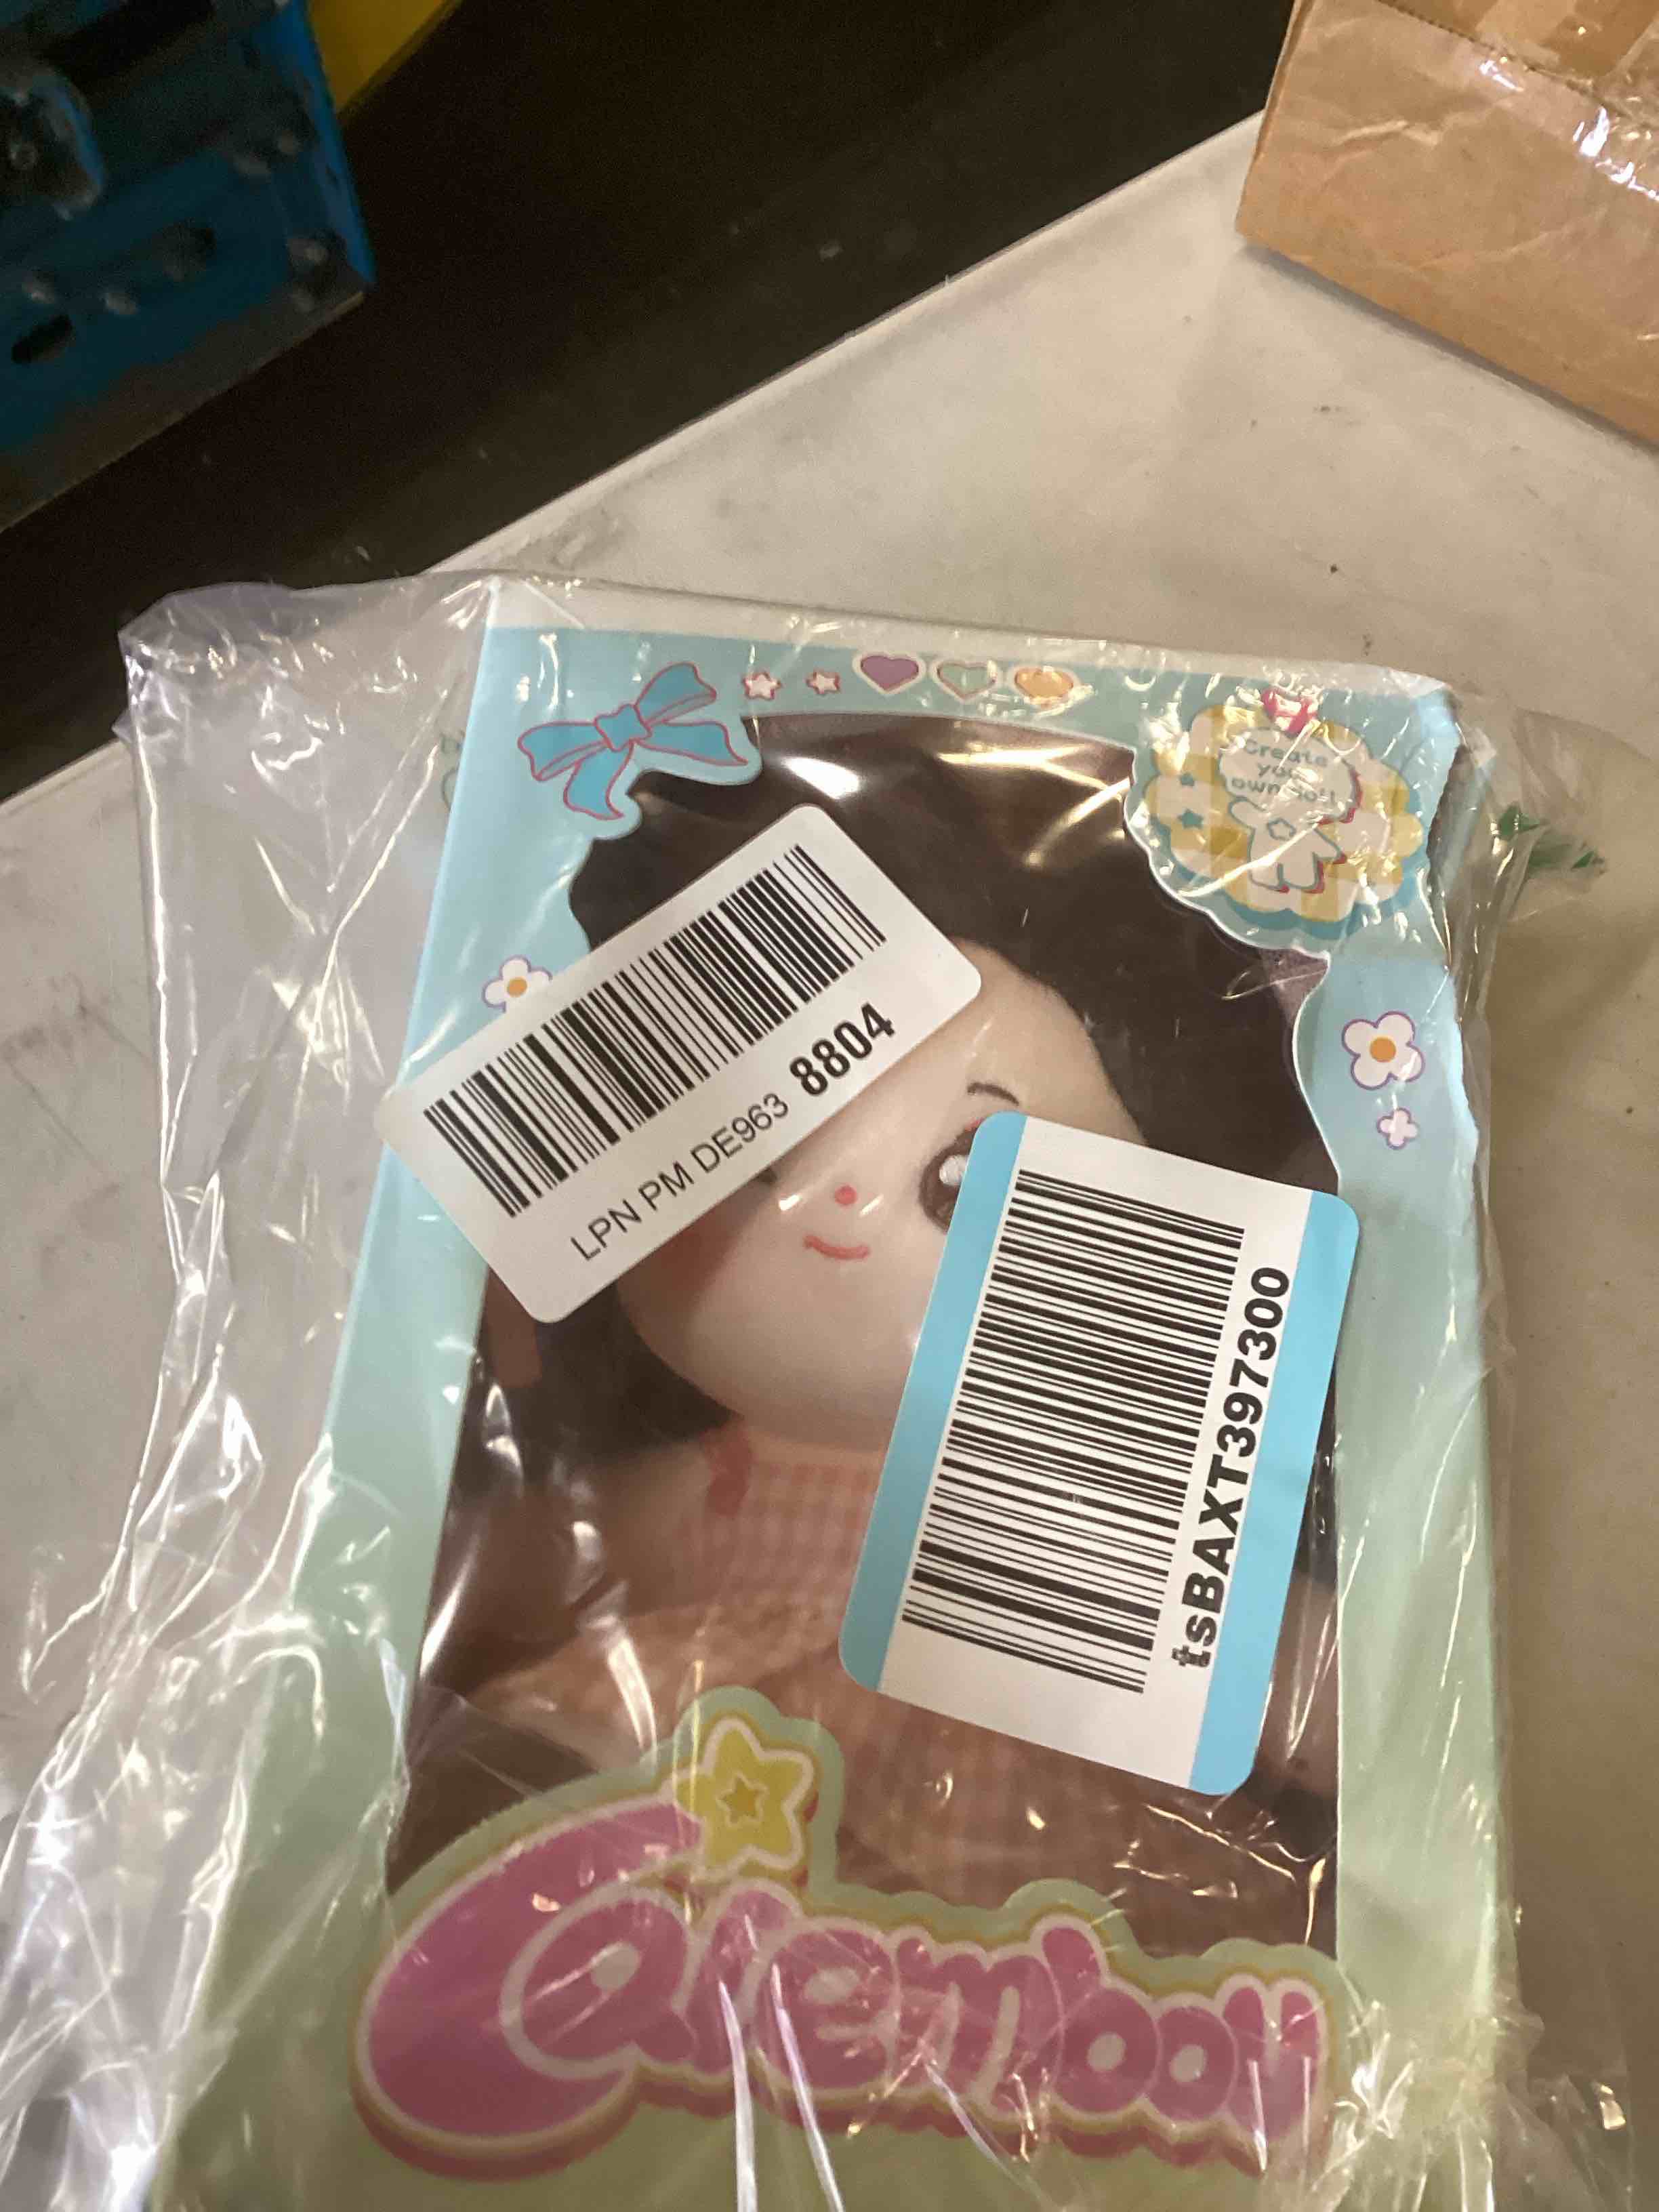 Create
your
own doll
LPN PM DE963 8804
tsBAXT397300